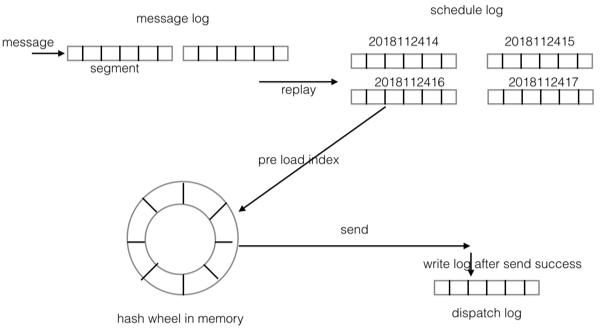 message log
schedule log
message
segment
2018112414
2018112415
replay
2018112416
2018112417
pre load index
send
write log after send success
dispatch log
hash wheel in memory